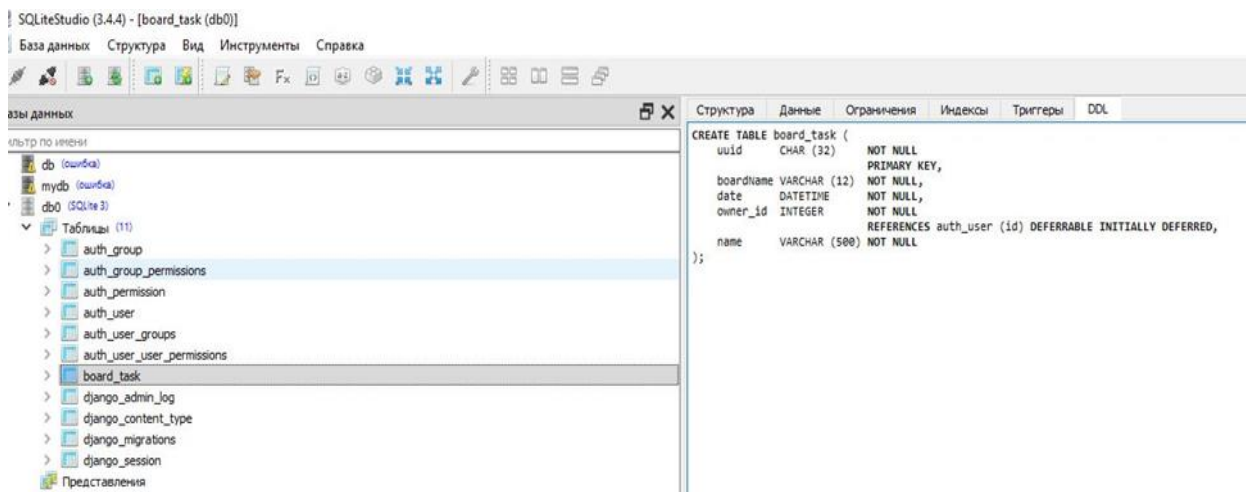 SQLiteStudio (3.4.4) - [board_task (db0)]
База данных Структура Вид Инструменты Справка
азы данных
ильтр по имени
db (ошибка)
mydb (ошибка)
db0 (SQLite 3)
Таблицы (11)
auth_group
auth_group_permissions
auth_permission
auth_user
auth_user_groups
auth_user_user_permissions
board_task
django_admin_log
django_content_type
django_migrations
django_session
Представления
Структура Данные Ограничения Индексы Триггеры DDL
CREATE TABLE board_task (
uuid CHAR (32) NOT NULL
PRIMARY KEY,
boardName VARCHAR (12) NOT NULL,
date DATETIME NOT NULL,
owner_id INTEGER NOT NULL
REFERENCES auth_user (id) DEFERRABLE INITIALLY DEFERRED,
name VARCHAR (500) NOT NULL
);